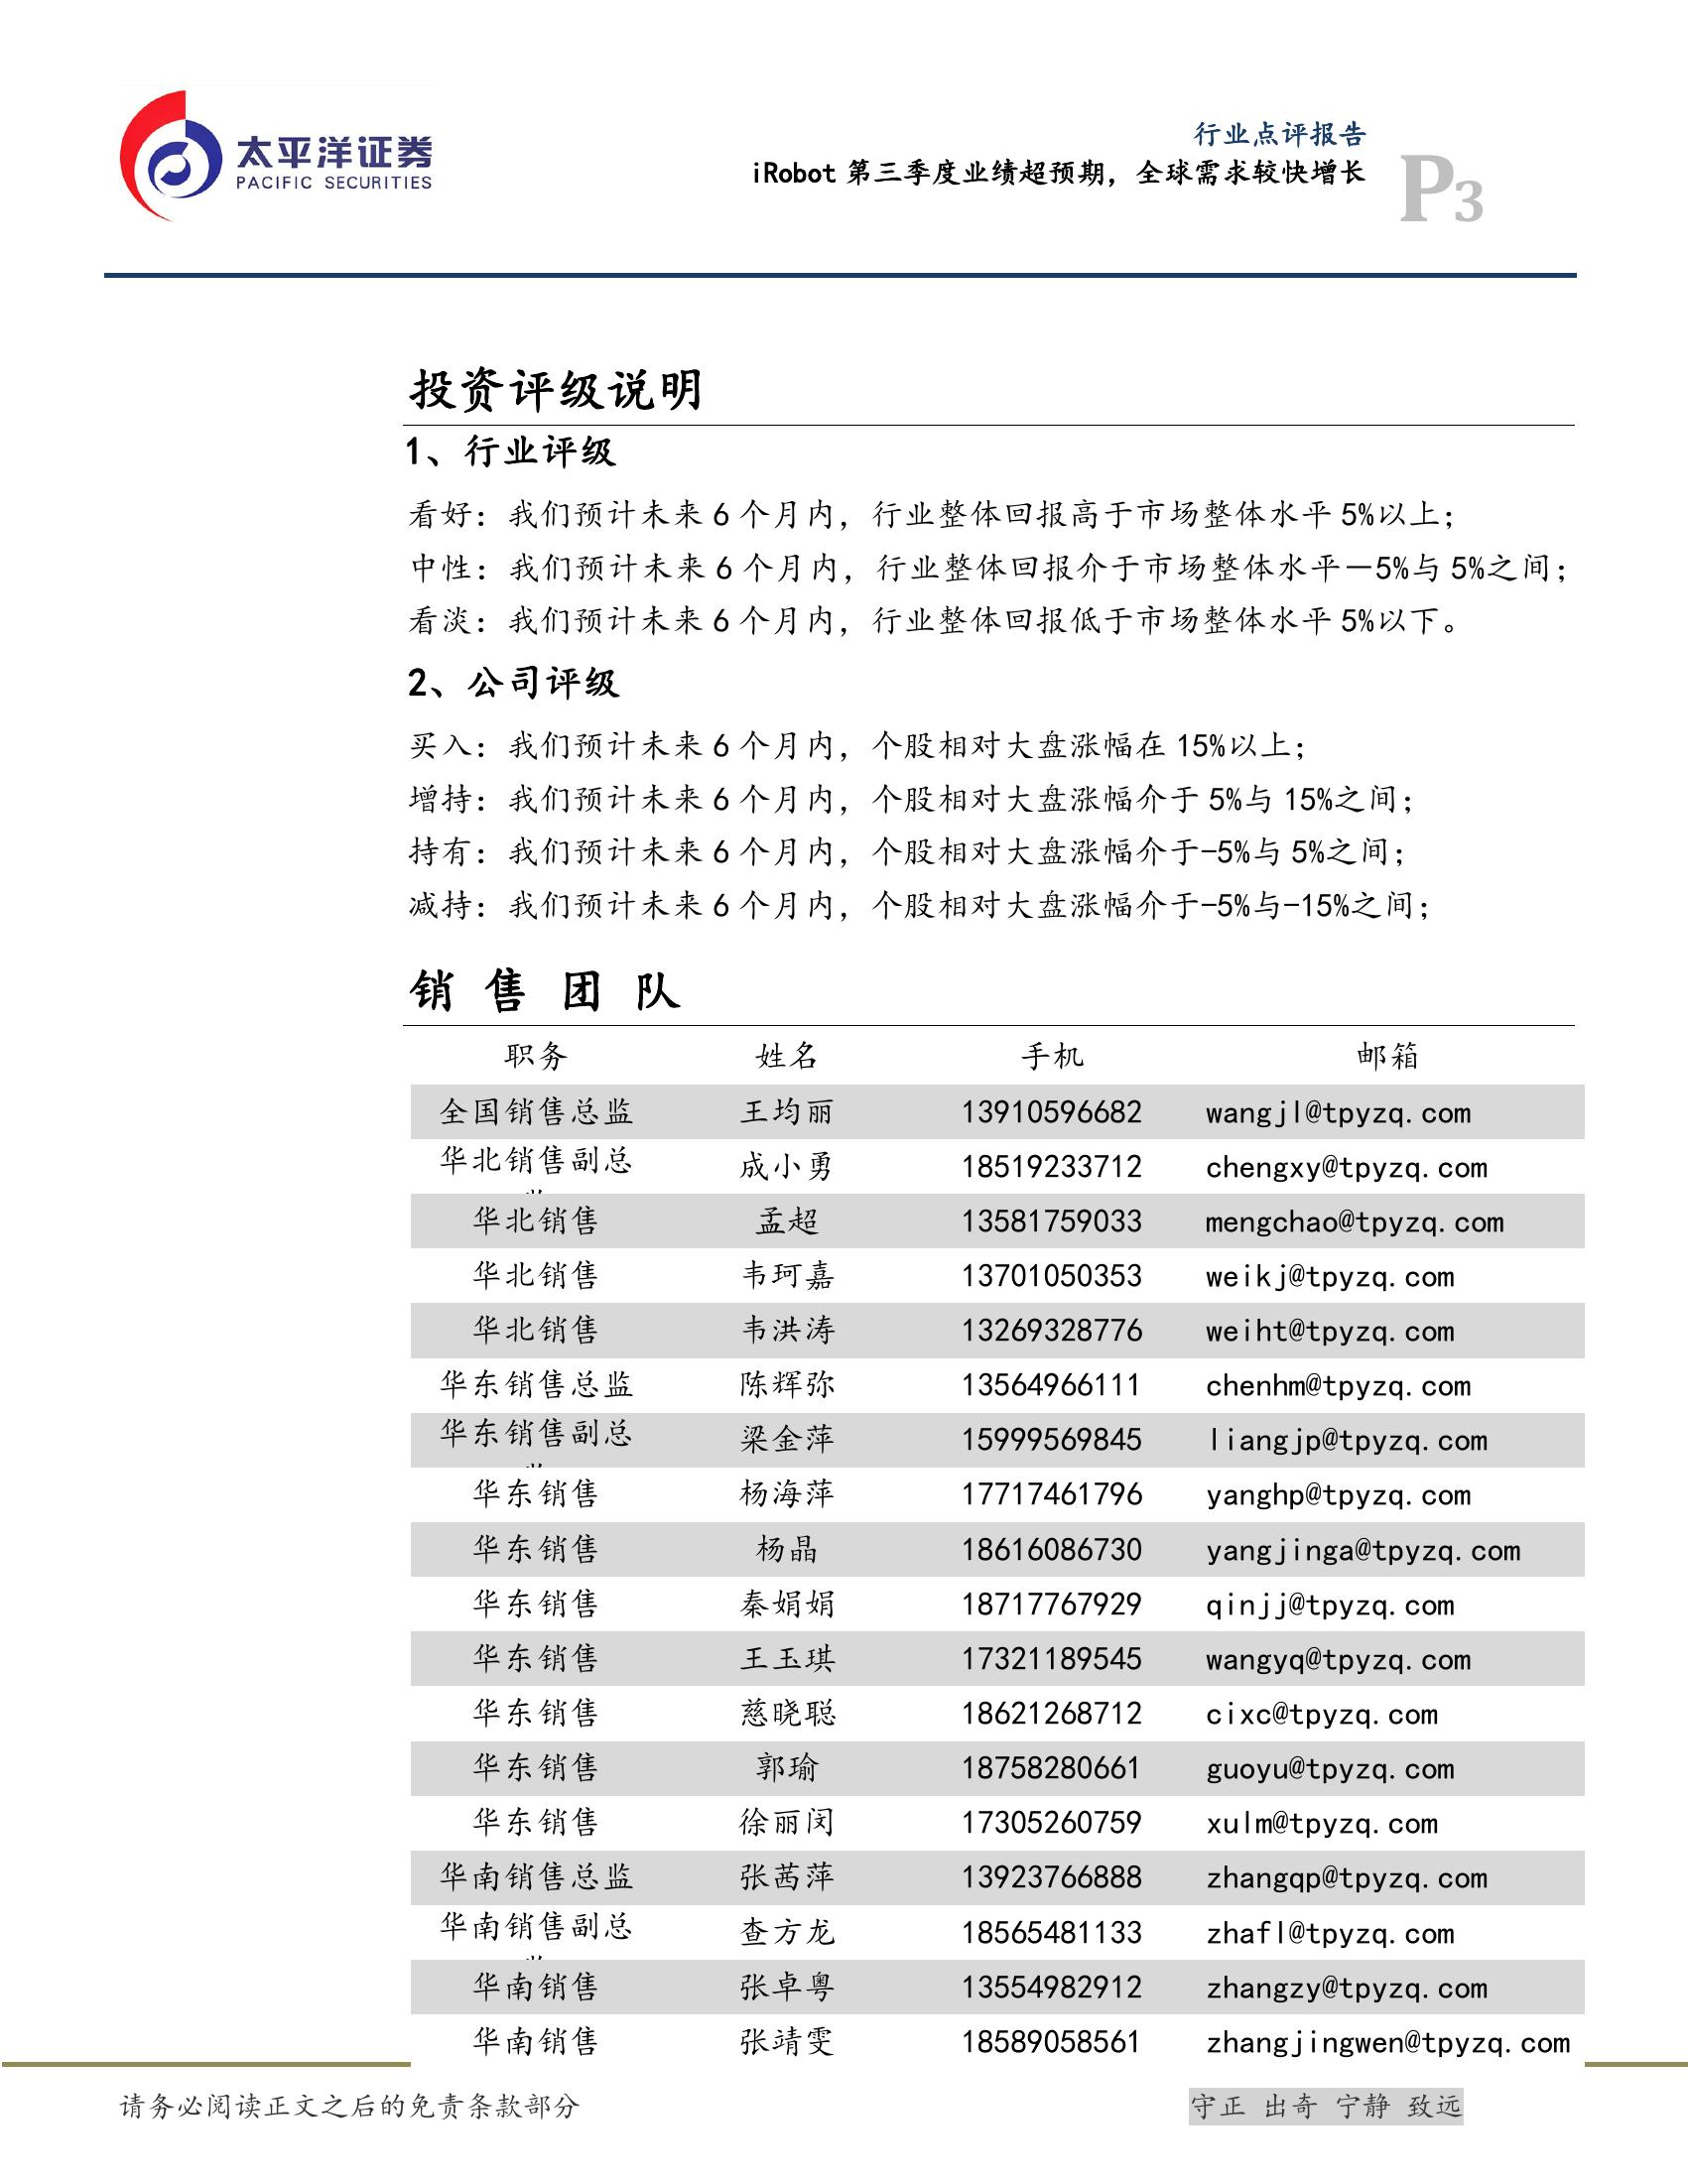 太平洋证券
PACIFIC SECURITIES
行业点评报告
iRobot 第三季度业绩超预期，全球需求较快增长
P3
投资评级说明
1、行业评级
看好：我们预计未来 6 个月内，行业整体回报高于市场整体水平 5%以上；
中性：我们预计未来 6 个月内，行业整体回报介于市场整体水平－5%与 5%之间；
看淡：我们预计未来 6 个月内，行业整体回报低于市场整体水平 5%以下。
2、公司评级
买入：我们预计未来 6 个月内，个股相对大盘涨幅在 15%以上；
增持：我们预计未来 6 个月内，个股相对大盘涨幅介于 5%与 15%之间；
持有：我们预计未来 6 个月内，个股相对大盘涨幅介于-5%与 5%之间；
减持：我们预计未来 6 个月内，个股相对大盘涨幅介于-5%与-15%之间；
销 售 团 队
职务 姓名 手机 邮箱
全国销售总监 王均丽 13910596682 wangjl@tpyzq.com
华北销售副总 成小勇 18519233712 chengxy@tpyzq.com
华北销售 孟超 13581759033 mengchao@tpyzq.com
华北销售 韦珂嘉 13701050353 weikj@tpyzq.com
华北销售 韦洪涛 13269328776 weiht@tpyzq.com
华东销售总监 陈辉弥 13564966111 chenhm@tpyzq.com
华东销售副总 梁金萍 15999569845 liangjp@tpyzq.com
华东销售 杨海萍 17717461796 yanghp@tpyzq.com
华东销售 杨晶 18616086730 yangjinga@tpyzq.com
华东销售 秦娟娟 18717767929 qinjj@tpyzq.com
华东销售 王玉琪 17321189545 wangyq@tpyzq.com
华东销售 慈晓聪 18621268712 cixc@tpyzq.com
华东销售 郭瑜 18758280661 guoyu@tpyzq.com
华东销售 徐丽闵 17305260759 xulm@tpyzq.com
华南销售总监 张茜萍 13923766888 zhangqp@tpyzq.com
华南销售副总 查方龙 18565481133 zhafl@tpyzq.com
华南销售 张卓粤 13554982912 zhangzy@tpyzq.com
华南销售 张靖雯 18589058561 zhangjingwen@tpyzq.com
请务必阅读正文之后的免责条款部分
守正 出奇 宁静 致远